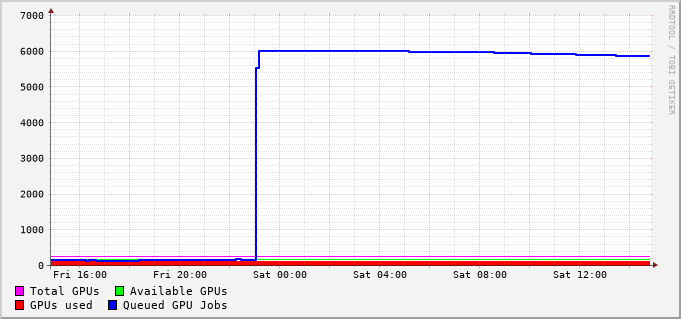 7000
6000
5000
4000
3000
2000
1000
0
Fri 16:00 Fri 20:00 Sat 00:00 Sat 04:00 Sat 08:00 Sat 12:00
Total GPUs Available GPUs
GPUs used Queued GPU Jobs
RRDTOOL / TOBI OETIKER